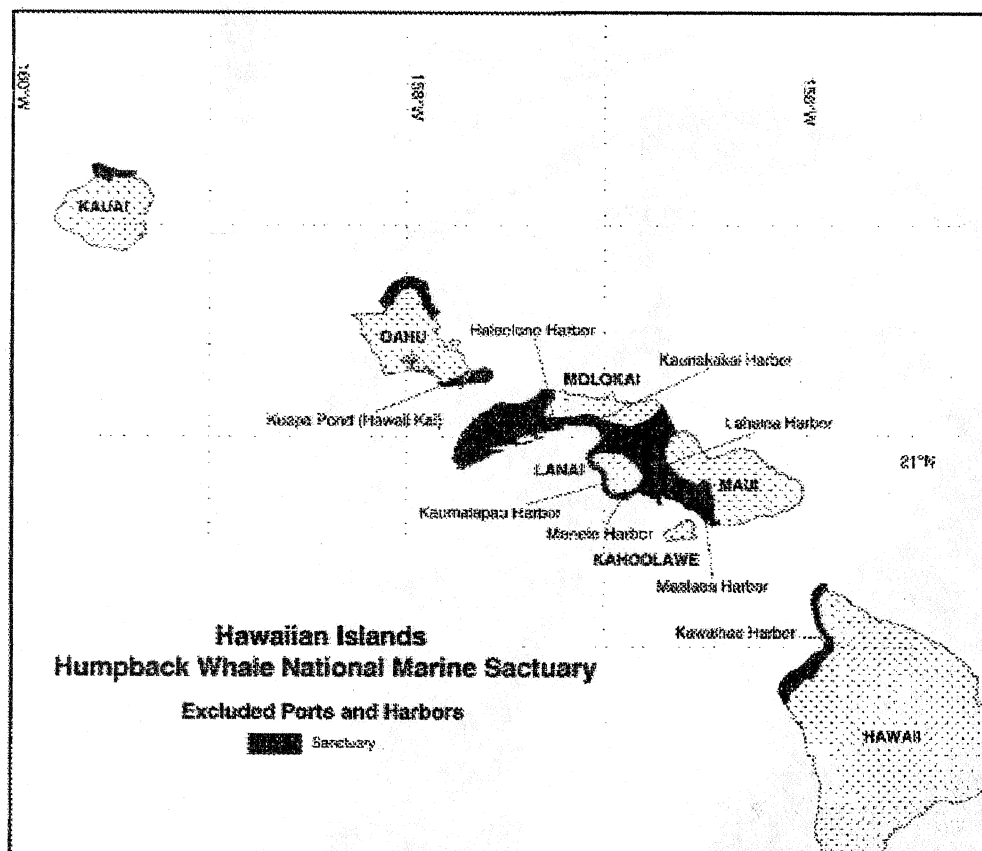 160°W
158°W
156°W
KAUAI
OAHU
Haleolono Harbor
Kaunakakai Harbor
MOLOKAI
Kuapa Pond (Hawaii Kai)
Lahaina Harbor
21°N
LANAI
MAUI
Kaumalapau Harbor
Manele Harbor
KAHOOLAWE
Maalaea Harbor
Kawaihae Harbor
Hawaiian Islands
Humpback Whale National Marine Sactuary
Excluded Ports and Harbors
Sanctuary
HAWAII